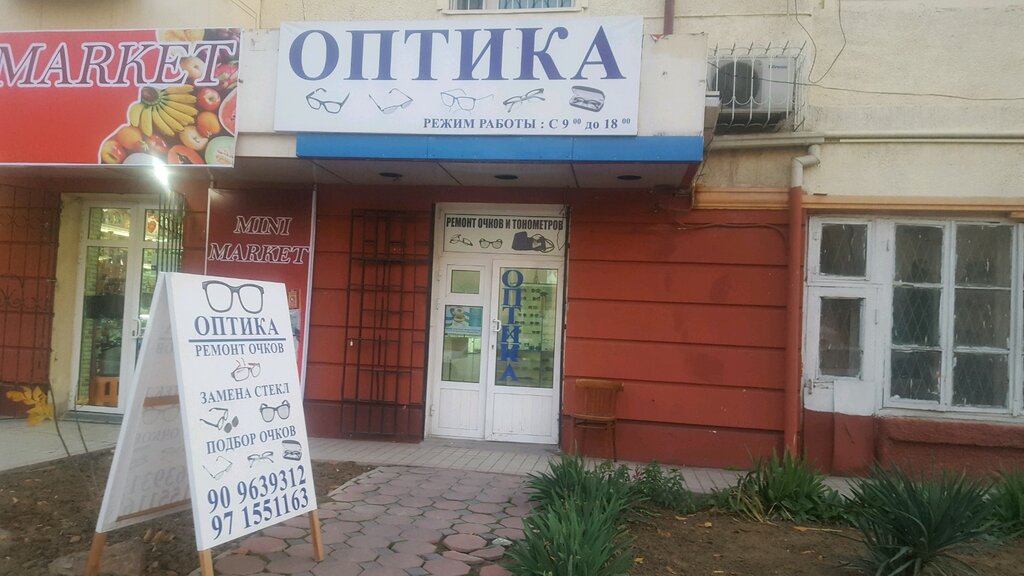 MARKET
ОПТИКА
РЕЖИМ РАБОТЫ : С 9 00 до 18 00
MINI
MARKET
РЕМОНТ ОЧКОВ И ТОНОМЕТРОВ
ОПТИКА
ОПТИКА
РЕМОНТ ОЧКОВ
ЗАМЕНА СТЕКЛ
ПОДБОР ОЧКОВ
90 9639312
97 1551163